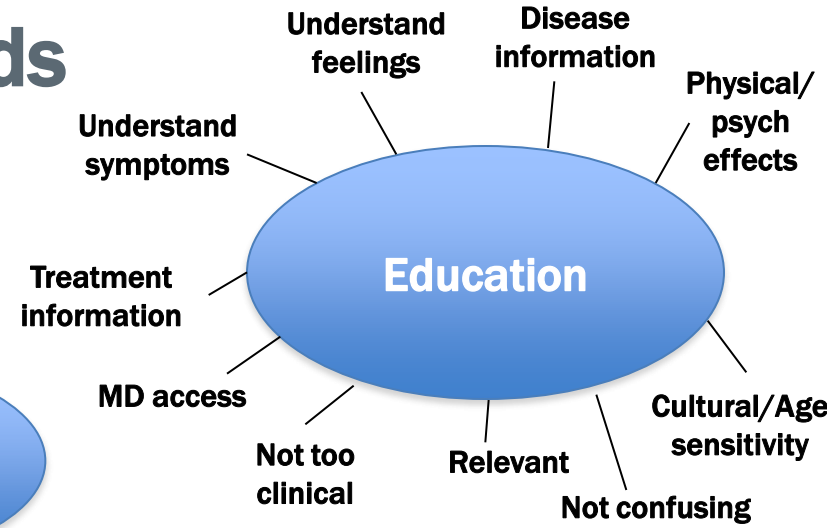 ds
Understand
feelings
Disease
information
Physical/
psych
effects
Understand
symptoms
Education
Treatment
information
MD access
Cultural/Age
sensitivity
Not too
clinical
Relevant
Not confusing